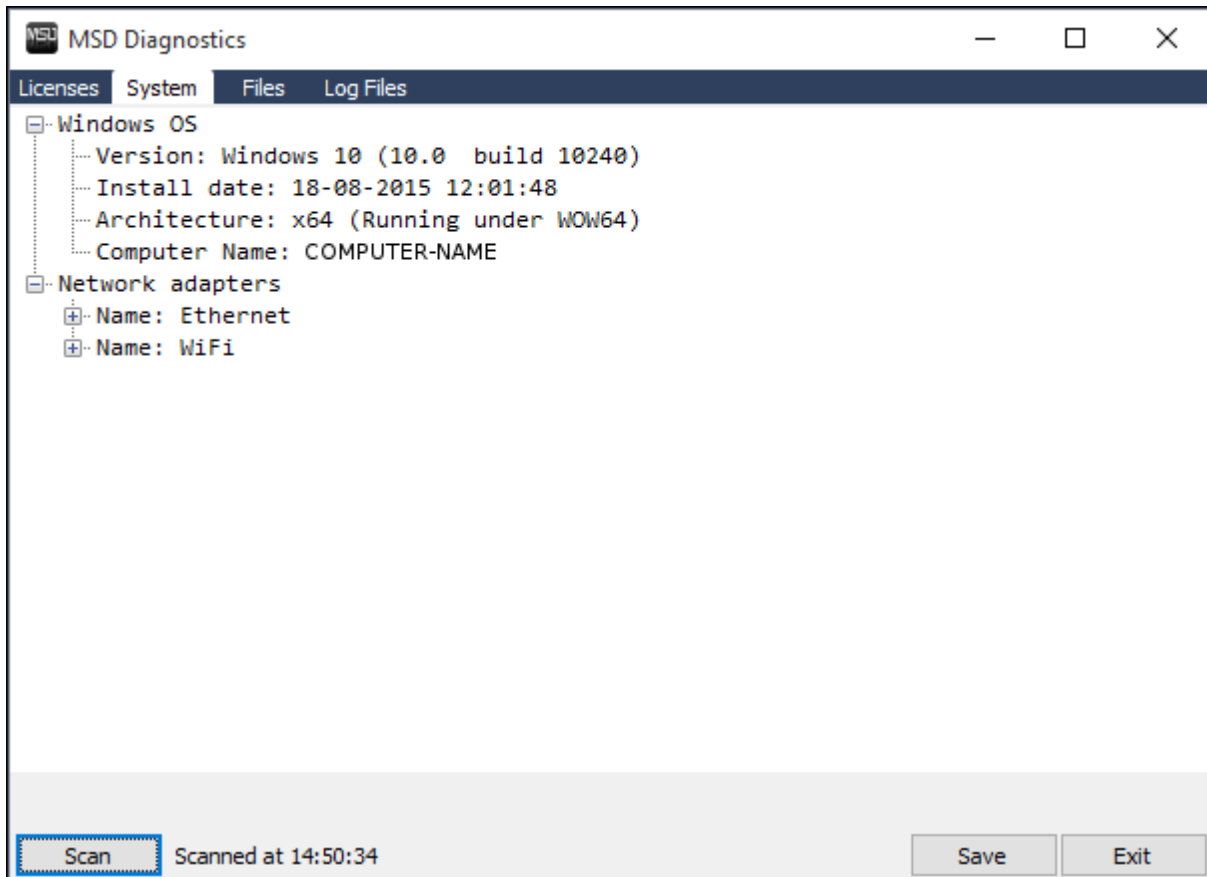 MSD MSD Diagnostics
Licenses System Files Log Files
Windows OS
Version: Windows 10 (10.0  build 10240)
Install date: 18-08-2015 12:01:48
Architecture: x64 (Running under WOW64)
Computer Name: COMPUTER-NAME
Network adapters
Name: Ethernet
Name: WiFi
Scan Scanned at 14:50:34 Save Exit